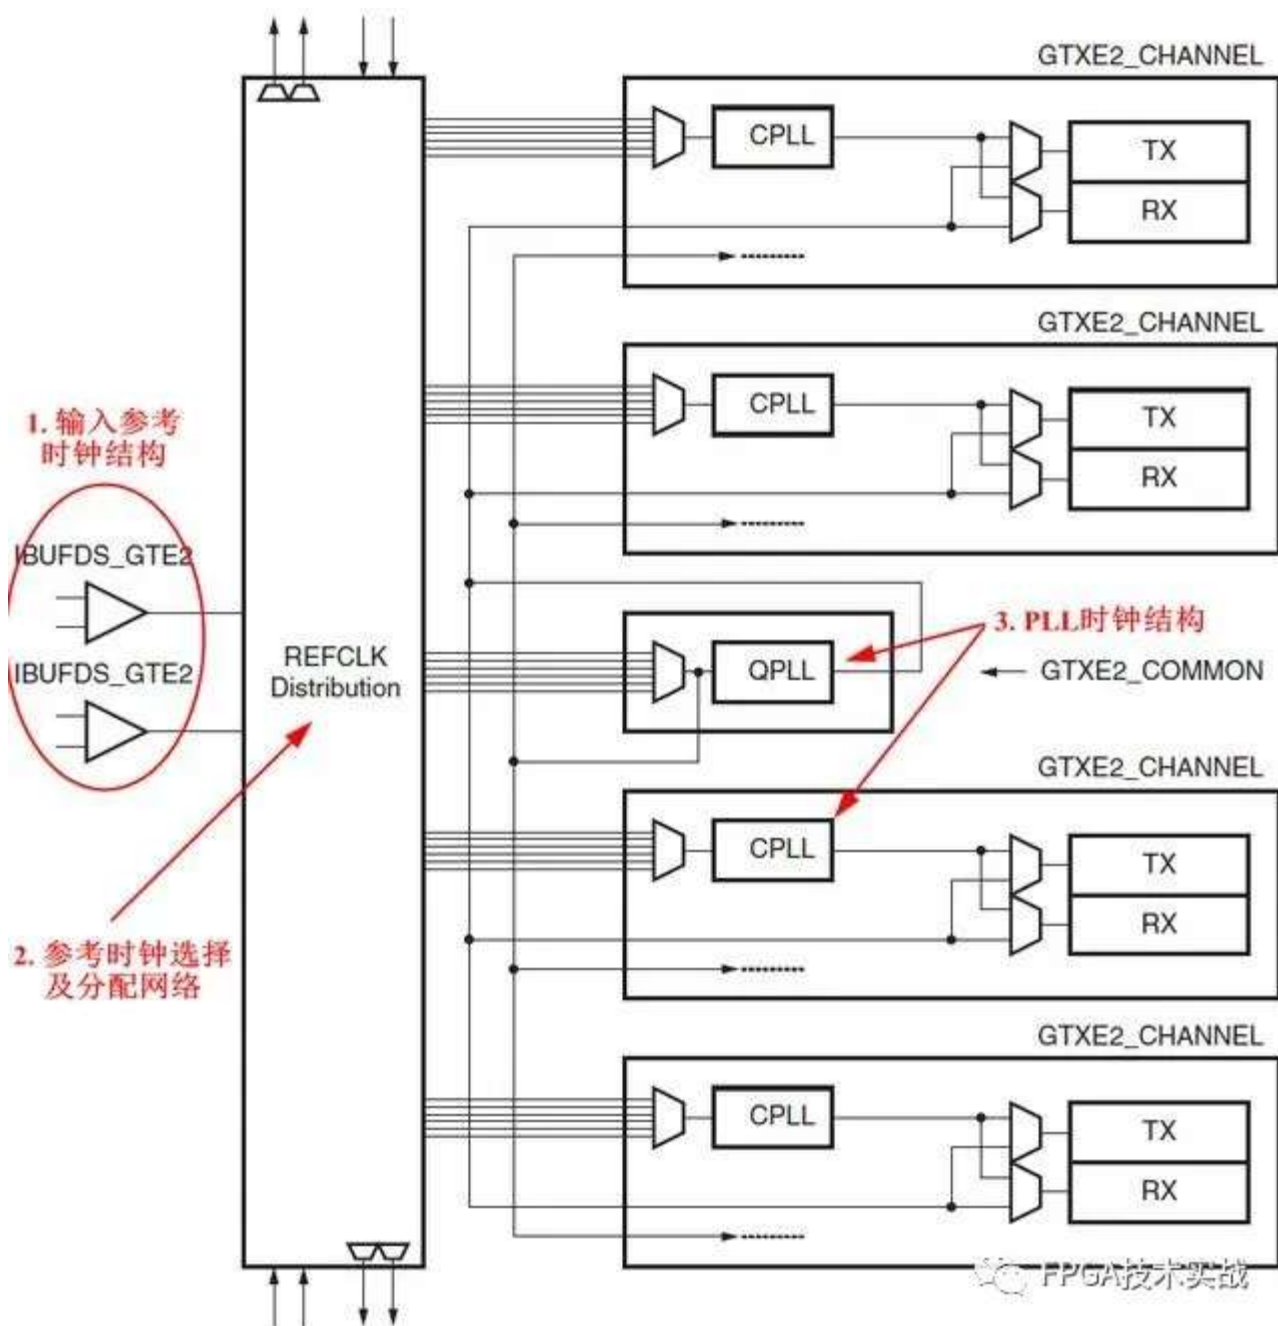 GTXE2_CHANNEL
CPLL
TX
RX
GTXE2_CHANNEL
CPLL
TX
RX
1. 输入参考
时钟结构
IBUFDS_GTE2
IBUFDS_GTE2
REFCLK
Distribution
QPLL
3. PLL时钟结构
GTXE2_COMMON
GTXE2_CHANNEL
CPLL
TX
RX
2. 参考时钟选择
及分配网络
GTXE2_CHANNEL
CPLL
TX
RX
FPGA技术实战